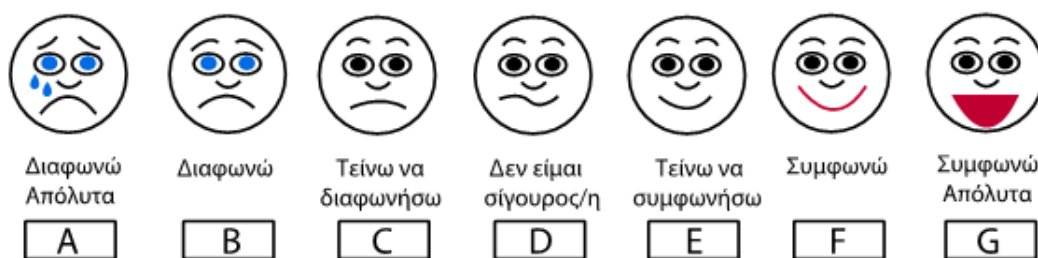 Διαφωνώ Απόλυτα
Διαφωνώ
Τείνω να διαφωνήσω
Δεν είμαι σίγουρος/η
Τείνω να συμφωνήσω
Συμφωνώ
Συμφωνώ Απόλυτα
A B C D E F G